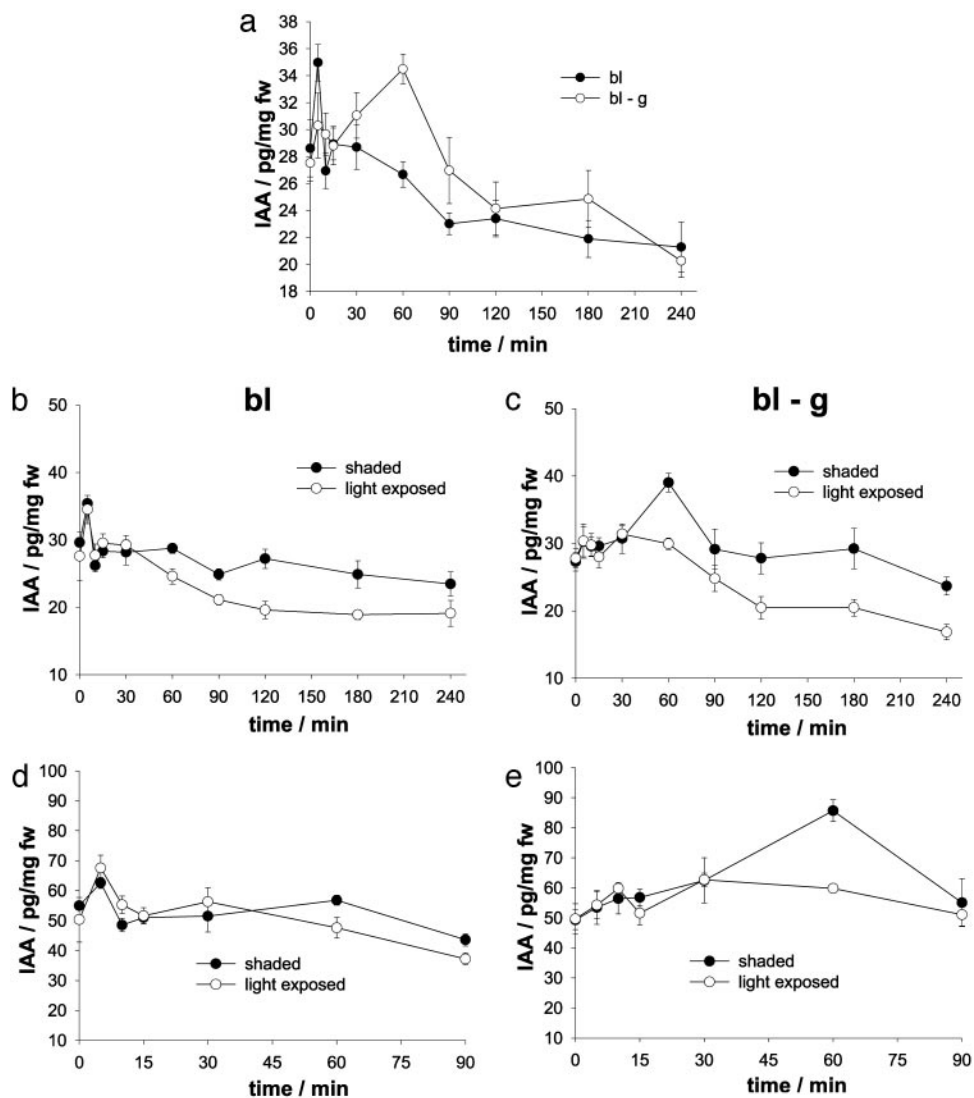 a
38
36
34
32
30
28
26
24
22
20
18
IAA / pg/mg fw
bl
bl - g
0 30 60 90 120 150 180 210 240
time / min
b
bl
50
40
30
20
10
IAA / pg/mg fw
shaded
light exposed
0 30 60 90 120 150 180 210 240
time / min
c
bl - g
50
40
30
20
10
IAA / pg/mg fw
shaded
light exposed
0 30 60 90 120 150 180 210 240
time / min
d
100
90
80
70
60
50
40
30
20
10
IAA / pg/mg fw
shaded
light exposed
0 15 30 45 60 75 90
time / min
e
100
90
80
70
60
50
40
30
20
10
IAA / pg/mg fw
shaded
light exposed
0 15 30 45 60 75 90
time / min